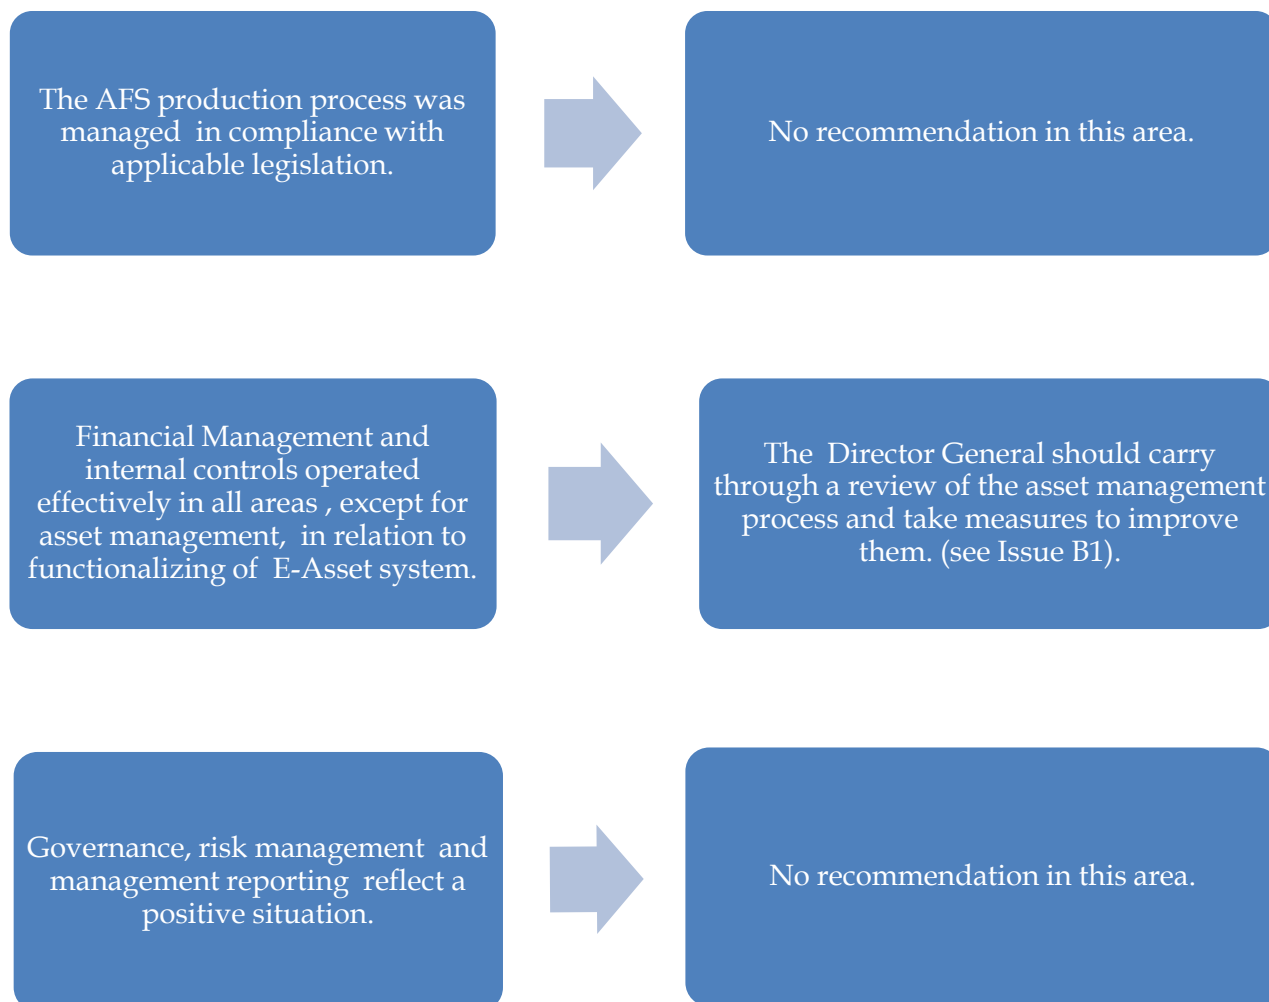 The AFS production process was
managed in compliance with
applicable legislation.
No recommendation in this area.
Financial Management and
internal controls operated
effectively in all areas , except for
asset management, in relation to
functionalizing of E-Asset system.
The Director General should carry
through a review of the asset management
process and take measures to improve
them. (see Issue B1).
Governance, risk management and
management reporting reflect a
positive situation.
No recommendation in this area.